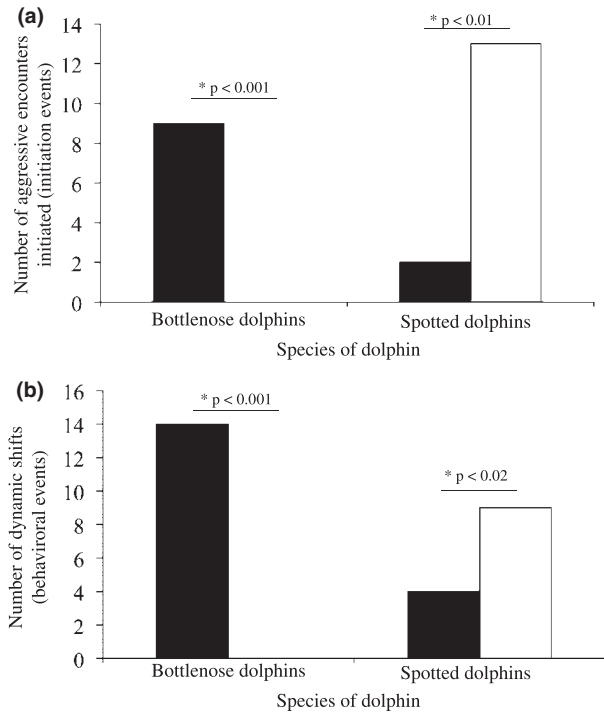 (a)
14
12
10
8
6
4
2
0
Number of aggressive encounters
initiated (initiation events)
* p < 0.001
* p < 0.01
Bottlenose dolphins
Spotted dolphins
Species of dolphin
(b)
16
14
12
10
8
6
4
2
0
Number of dynamic shifts
(behaviroral events)
* p < 0.001
* p < 0.02
Bottlenose dolphins
Spotted dolphins
Species of dolphin